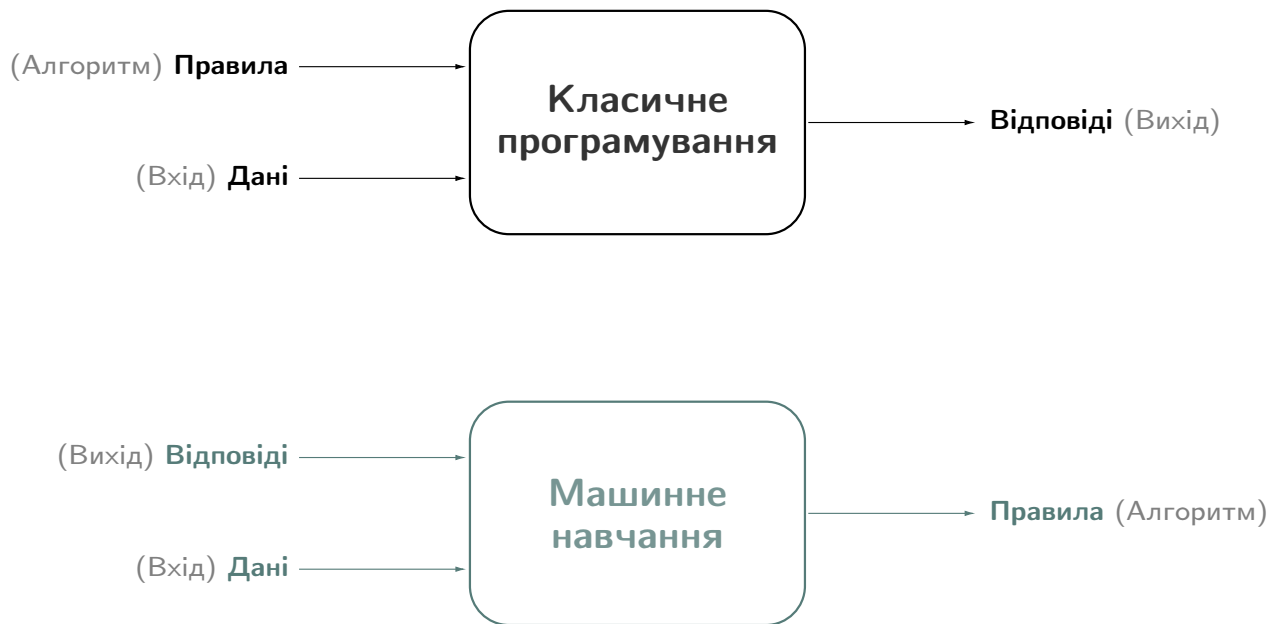 (Алгоритм) Правила
Класичне
програмування
Відповіді (Вихід)
(Вхід) Дані
(Вихід) Відповіді
Машинне
навчання
Правила (Алгоритм)
(Вхід) Дані